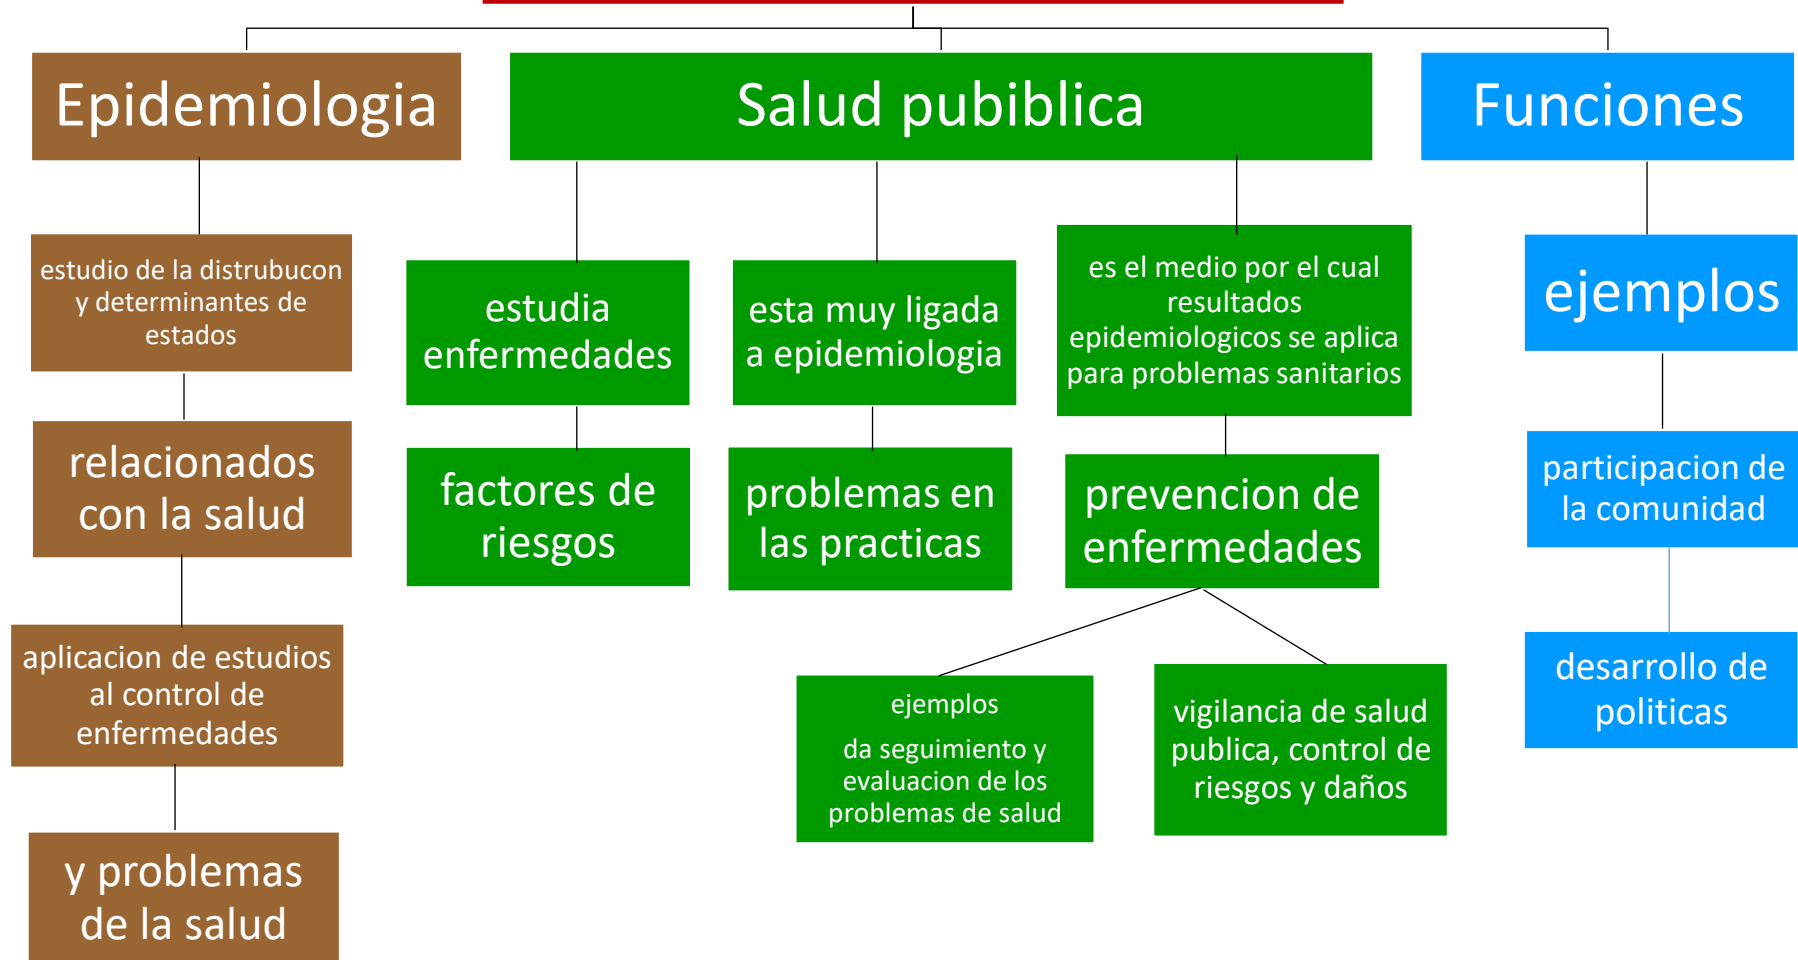 Epidemiologia
Salud pubiblica
Funciones
estudio de la distrubucon
y determinantes de
estados
relacionados
con la salud
aplicacion de estudios
al control de
enfermedades
y problemas
de la salud
estudia
enfermedades
factores de
riesgos
esta muy ligada
a epidemiologia
problemas en
las practicas
es el medio por el cual
resultados
epidemiologicos se aplica
para problemas sanitarios
prevencion de
enfermedades
ejemplos
da seguimiento y
evaluacion de los
problemas de salud
vigilancia de salud
publica, control de
riesgos y daños
ejemplos
participacion de
la comunidad
desarrollo de
politicas